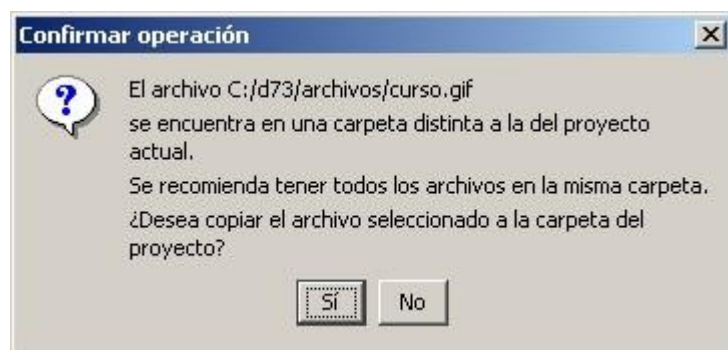 Confirmar operación
El archivo C:/d73/archivos/curso.gif
se encuentra en una carpeta distinta a la del proyecto
actual.
Se recomienda tener todos los archivos en la misma carpeta.
¿Desea copiar el archivo seleccionado a la carpeta del
proyecto?
Sí
No